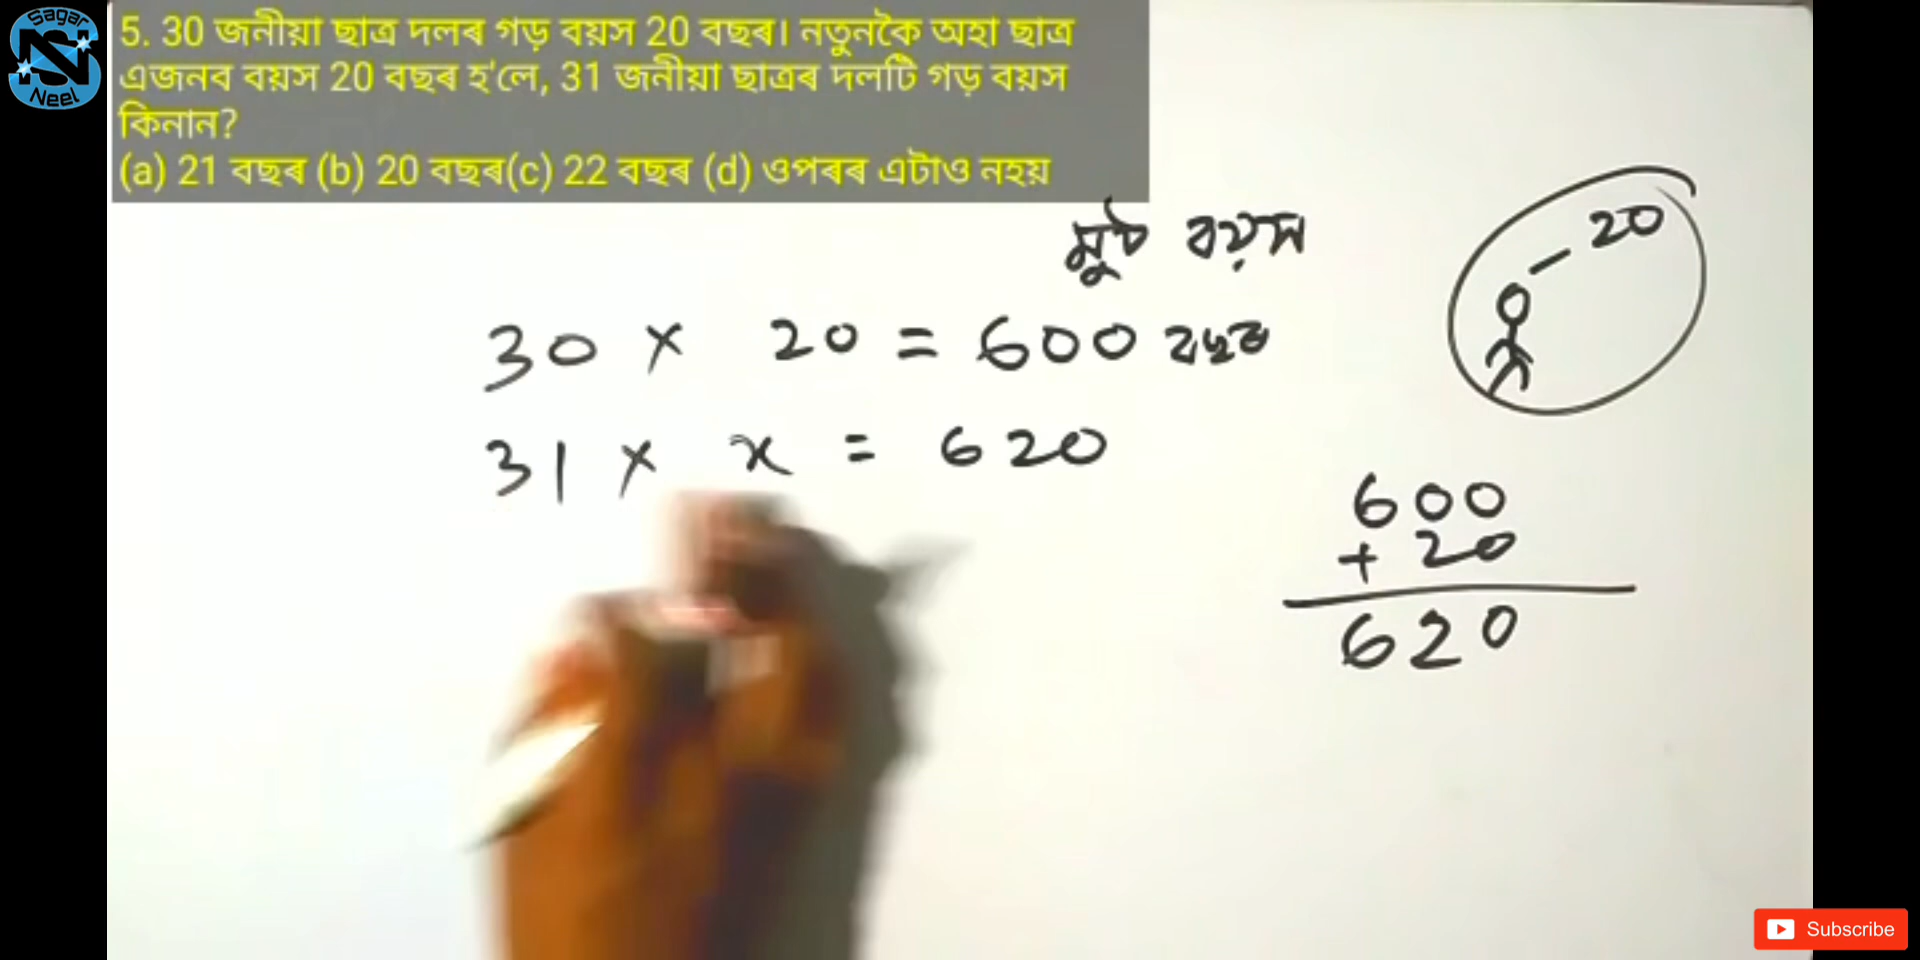 Sagar
Neel
5. 30 জনীয়া ছাত্ৰ দলৰ গড় বয়স 20 বছৰ। নতুনকৈ অহা ছাত্ৰ
এজনব বয়স 20 বছৰ হ'লে, 31 জনীয়া ছাত্ৰৰ দলটি গড় বয়স
কিনান?
(a) 21 বছৰ (b) 20 বছৰ(c) 22 বছৰ (d) ওপৰৰ এটাও নহয়
মুঠ বয়স
– 20
30 × 20 = 600 বছৰ
31 × x = 620
600
+ 20
620
Subscribe